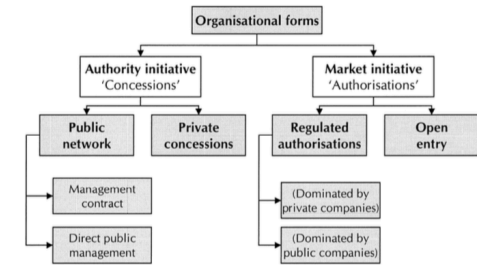 Organisational forms
Authority initiative
'Concessions'
Market initiative
'Authorisations'
Public
network
Private
concessions
Regulated
authorisations
Open
entry
Management
contract
Direct public
management
(Dominated by
private companies)
(Dominated by
public companies)